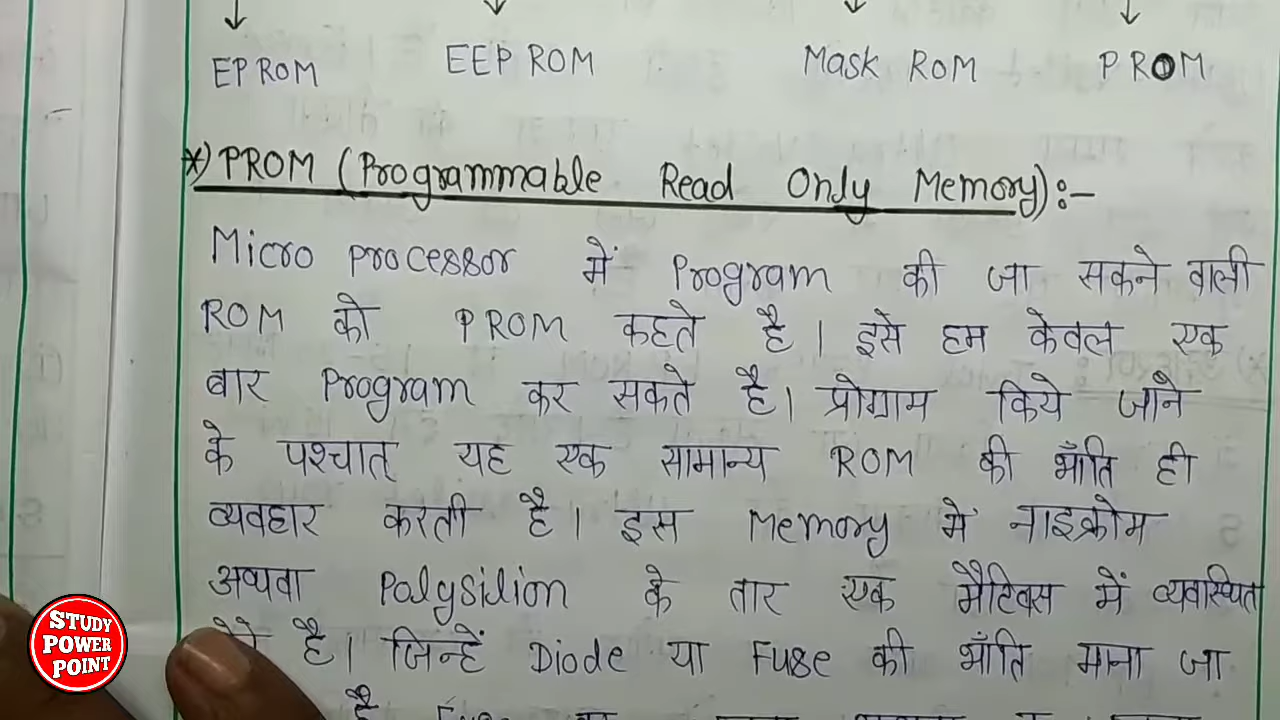 EPROM EEPROM Mask ROM PROM
*) PROM (Programmable Read Only Memory):-
Micro processor में Program की जा सकने वाली
ROM को PROM कहते है। इसे हम केवल एक
बार Program कर सकते है। प्रोग्राम किये जाने
के पश्चात् यह एक सामान्य ROM की भाँति ही
व्यवहार करती है। इस Memory में नाइक्रोम
अथवा Polysilion के तार एक मैटिक्स में व्यवस्थित
है। जिन्हें Diode या Fuse की भाँति माना जा
है
STUDY
POWER
POINT